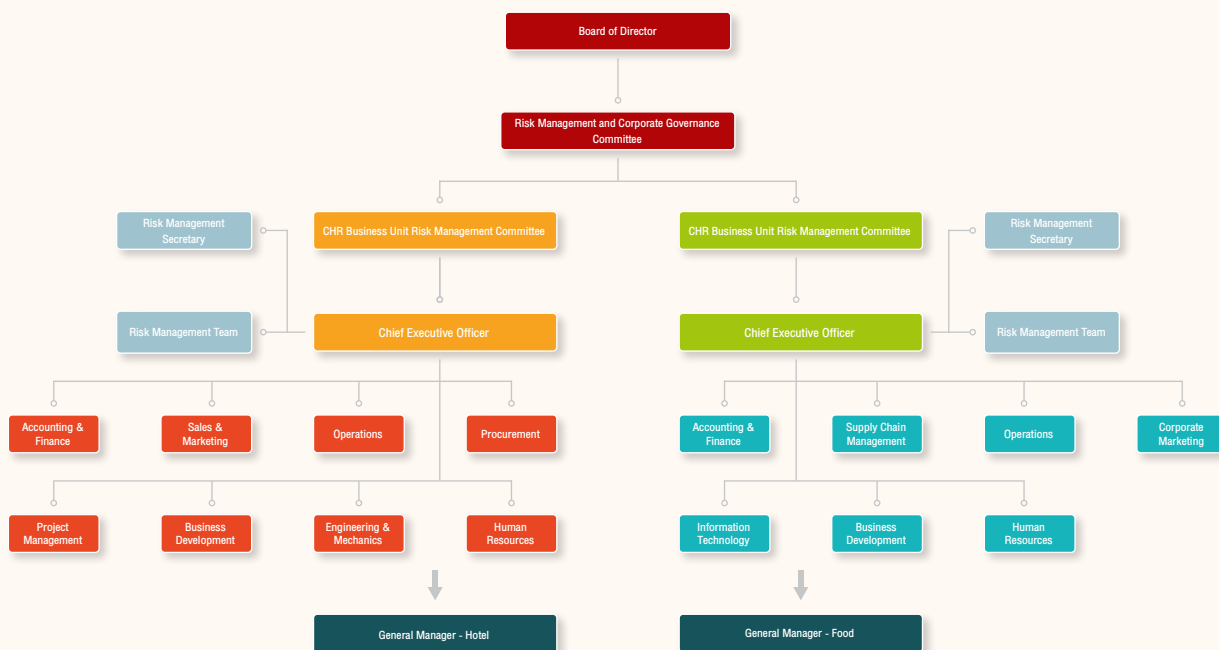 Board of Director
Risk Management and Corporate Governance
Committee
Risk Management
Secretary
CHR Business Unit Risk Management Committee
CHR Business Unit Risk Management Committee
Risk Management
Secretary
Risk Management Team
Chief Executive Officer
Chief Executive Officer
Risk Management Team
Accounting &
Finance
Sales &
Marketing
Operations
Procurement
Accounting &
Finance
Supply Chain
Management
Operations
Corporate
Marketing
Project
Management
Business
Development
Engineering &
Mechanics
Human
Resources
Information
Technology
Business
Development
Human
Resources
General Manager - Hotel
General Manager - Food